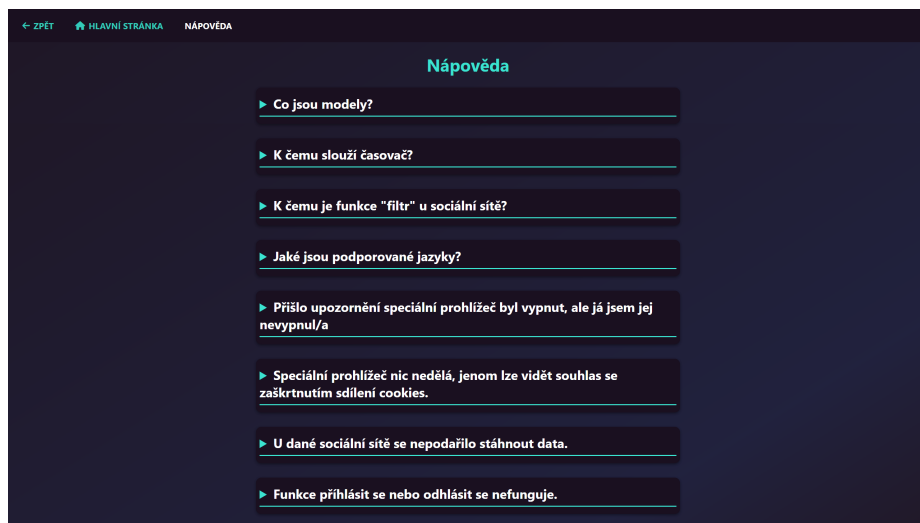 ← ZPĚT HLAVNÍ STRÁNKA NÁPOVĚDA
Nápověda
Co jsou modely?
K čemu slouží časovač?
K čemu je funkce "filtr" u sociální sítě?
Jaké jsou podporované jazyky?
Přišlo upozornění speciální prohlížeč byl vypnut, ale já jsem jej
nevypnul/a
Speciální prohlížeč nic nedělá, jenom lze vidět souhlas se
zaškrtnutím sdílení cookies.
U dané sociální sítě se nepodařilo stáhnout data.
Funkce příhlásit se nebo odhlásit se nefunguje.